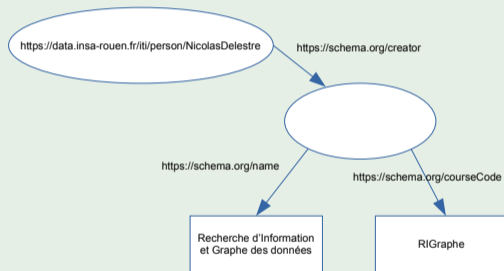 https://data.insa-rouen.fr/iti/person/NicolasDelestre
https://schema.org/creator
https://schema.org/name
https://schema.org/courseCode
Recherche d'Information
et Graphe des données
RIGraphe